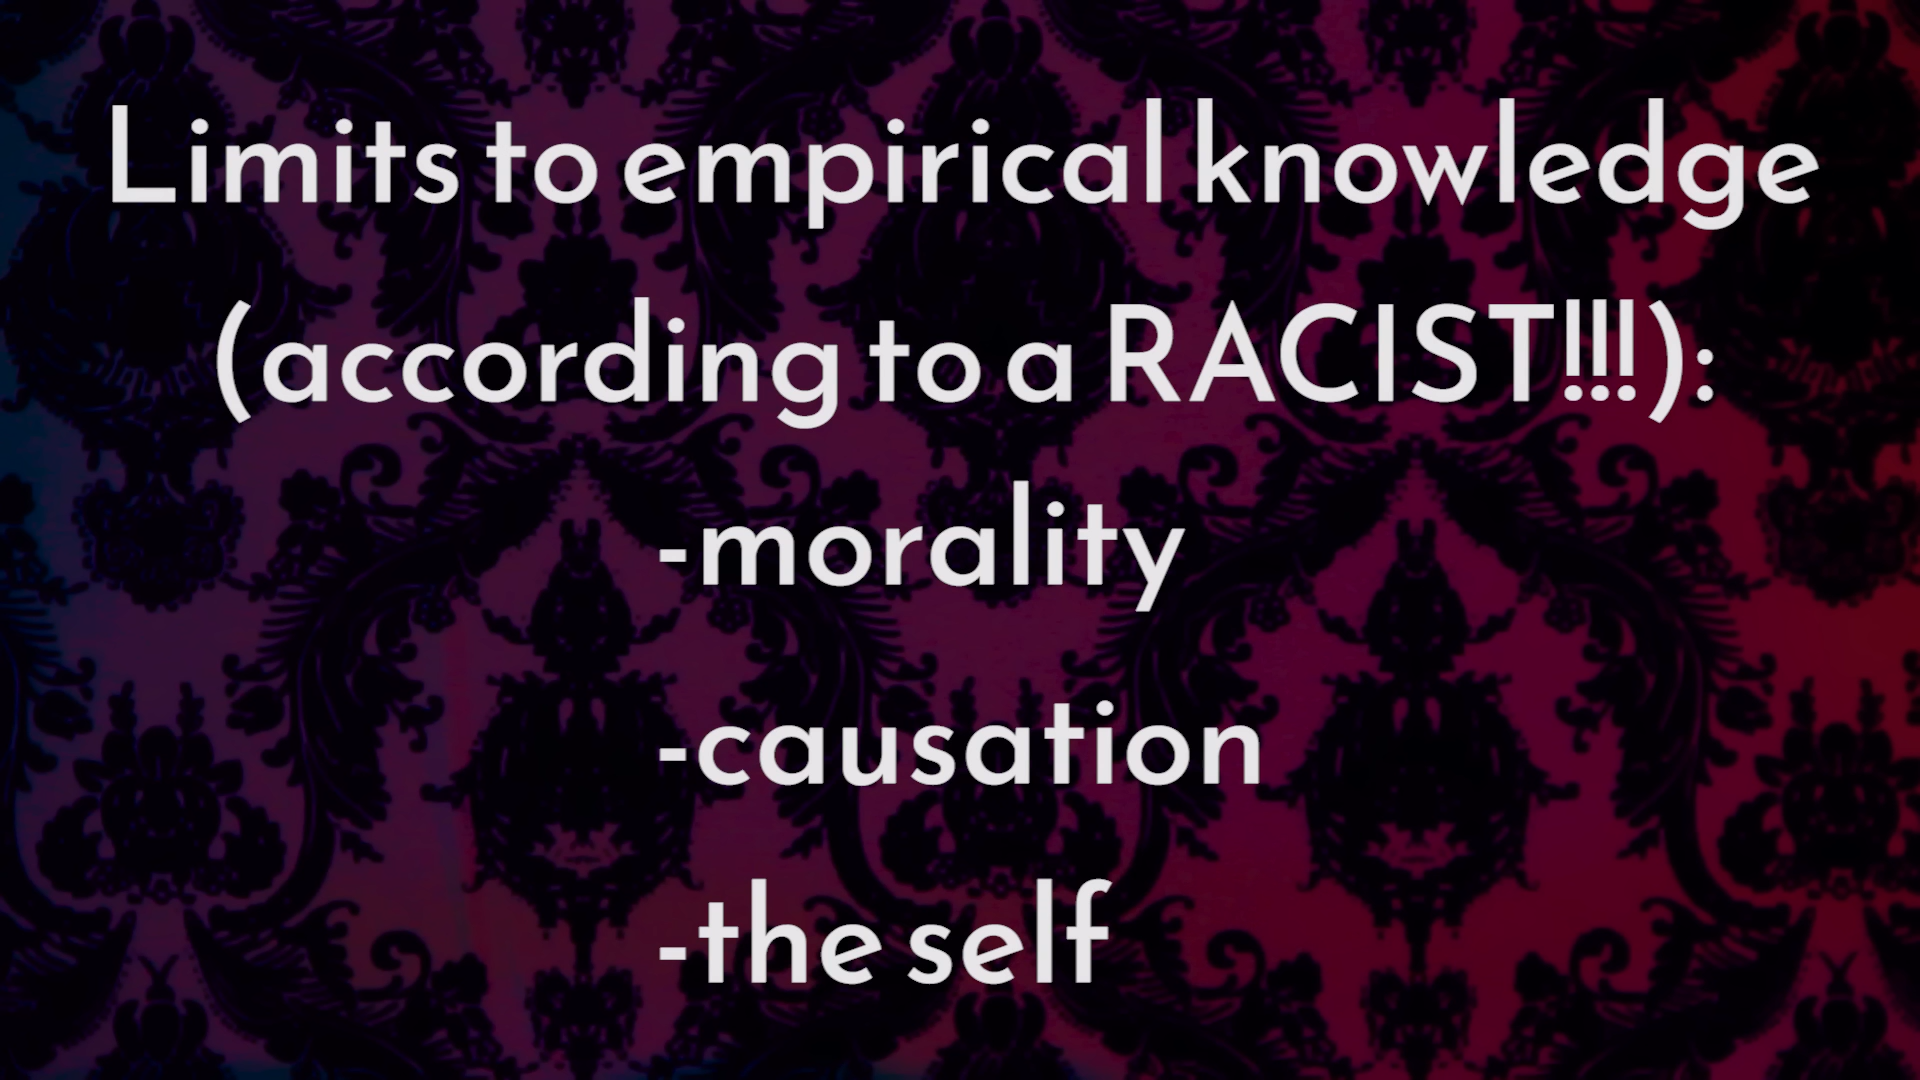 Limits to empirical knowledge
(according to a RACIST!!!):
-morality
-causation
-the self